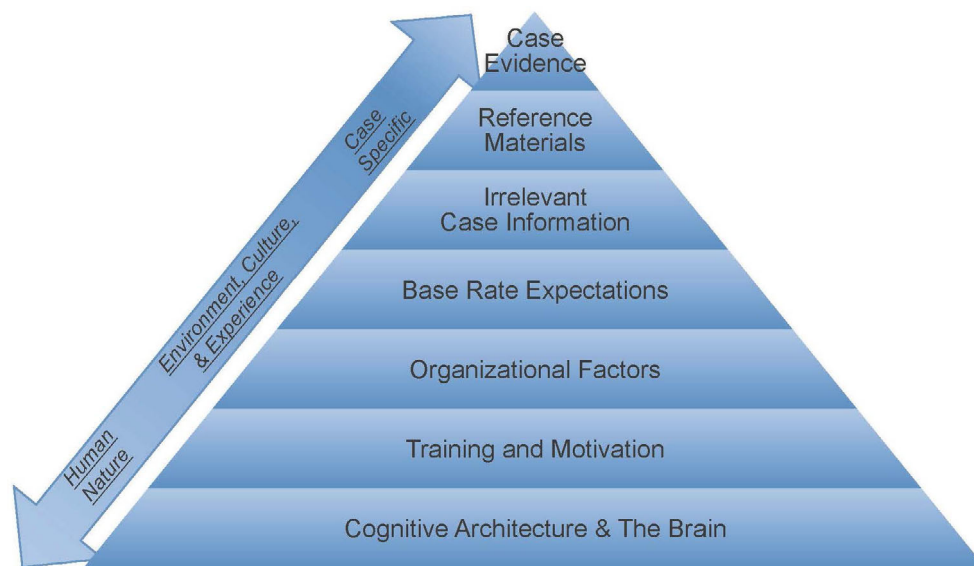 Case
Evidence
Reference
Materials
Irrelevant
Case Information
Base Rate Expectations
Organizational Factors
Training and Motivation
Cognitive Architecture & The Brain
Case
Specific
Environment, Culture,
& Experience
Human
Nature